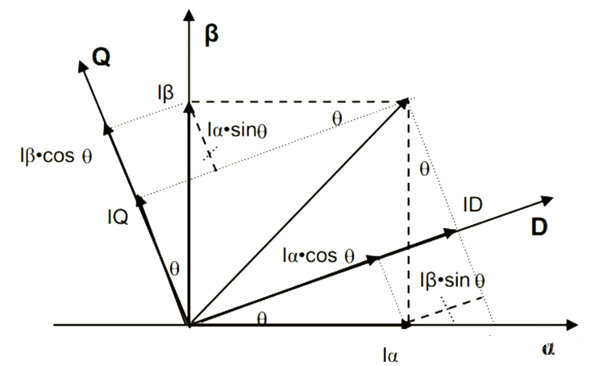 β
Q
Iβ
θ
Iα•sinθ
Iβ•cos θ
θ
ID
IQ
D
Iα•cos θ
θ
Iβ•sin θ
θ
Iα
α